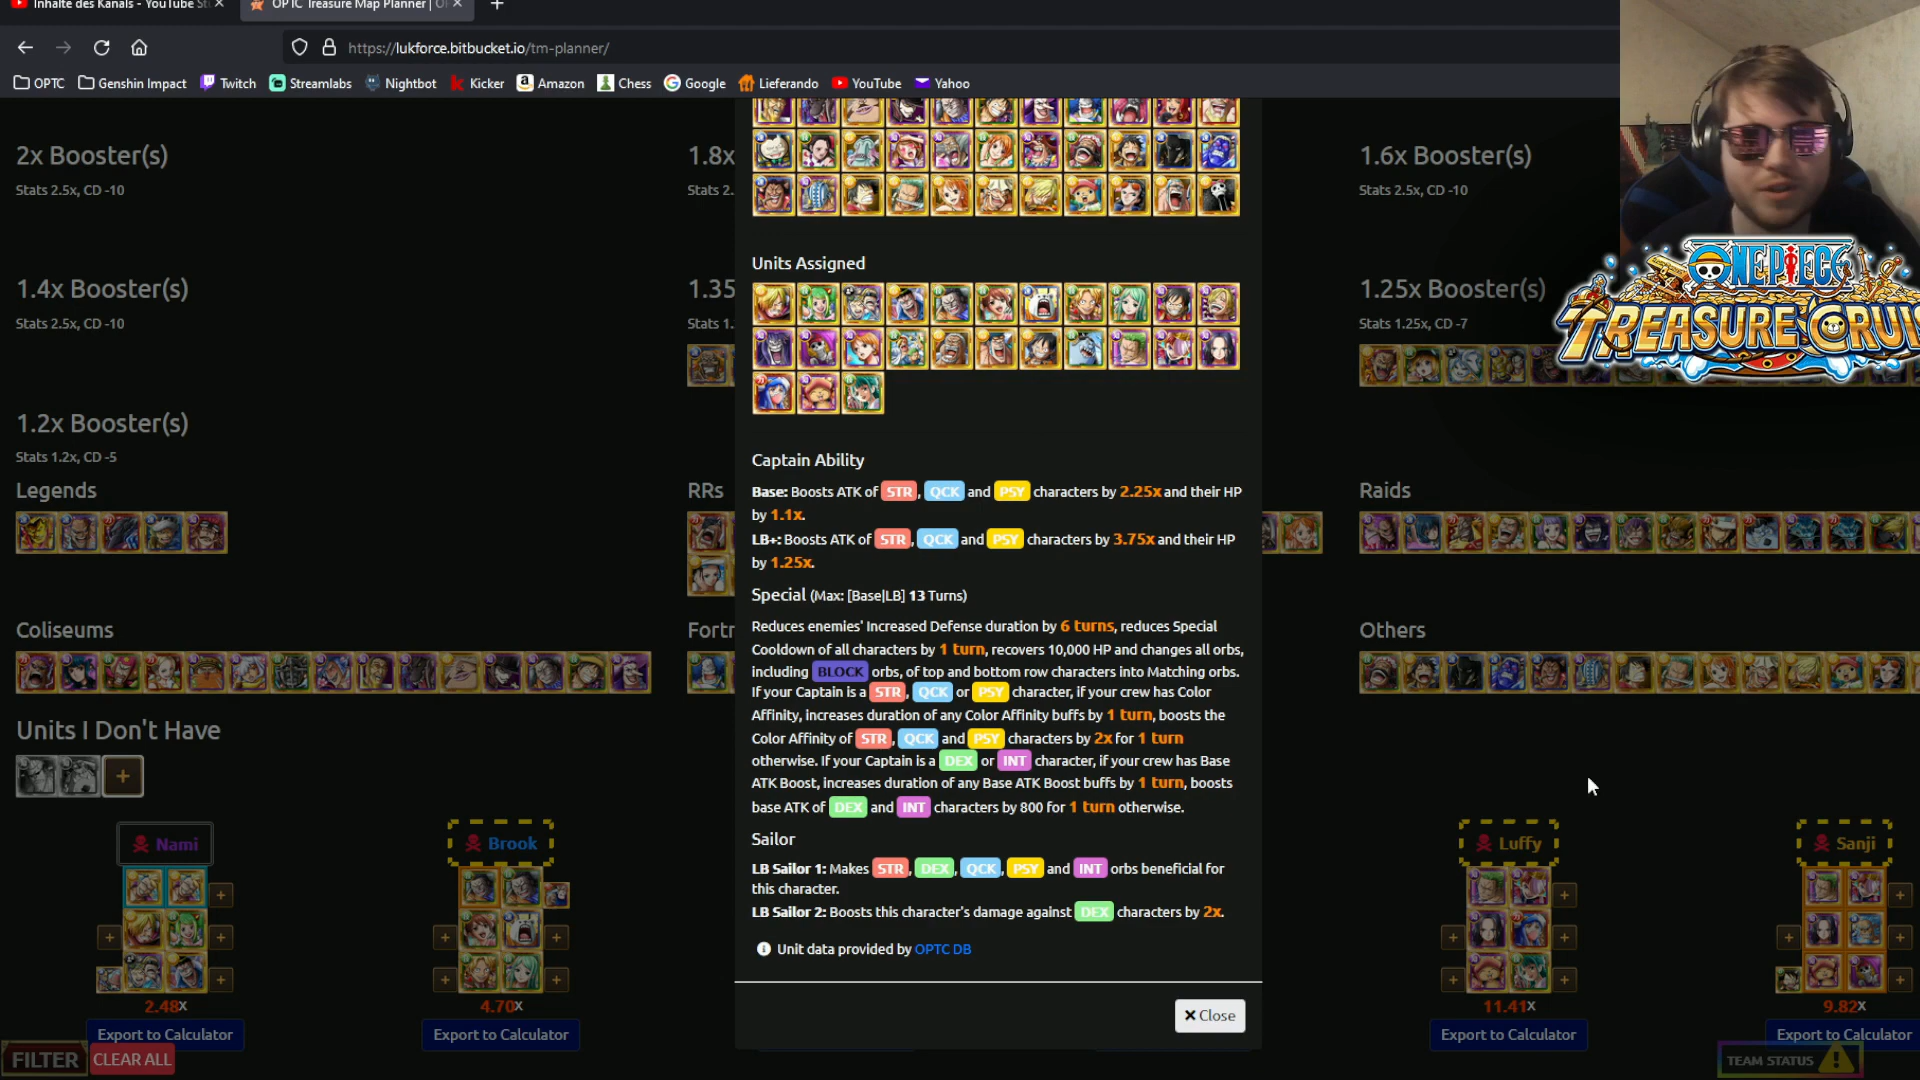 Inhalte des Kanals - YouTube St
OPTC Treasure Map Planner | O
https://lukforce.bitbucket.io/tm-planner/
OPTC
Genshin Impact
Twitch
Streamlabs
Nightbot
Kicker
Amazon
Chess
Google
Lieferando
YouTube
Yahoo
2x Booster(s)
Stats 2.5x, CD -10
1.8x
Stats 2.
1.6x Booster(s)
Stats 2.5x, CD -10
1.4x Booster(s)
Stats 2.5x, CD -10
1.35
Stats 1.
1.25x Booster(s)
Stats 1.25x, CD -7
ONE PIECE
TREASURE CRUIS
1.2x Booster(s)
Stats 1.2x, CD -5
Legends
RRs
Raids
Coliseums
Fortr
Others
Units I Don't Have
Units Assigned
Captain Ability
Base: Boosts ATK of STR, QCK and PSY characters by 2.25x and their HP
by 1.1x.
LB+: Boosts ATK of STR, QCK and PSY characters by 3.75x and their HP
by 1.25x.
Special (Max: [Base|LB] 13 Turns)
Reduces enemies' Increased Defense duration by 6 turns, reduces Special
Cooldown of all characters by 1 turn, recovers 10,000 HP and changes all orbs,
including BLOCK orbs, of top and bottom row characters into Matching orbs.
If your Captain is a STR, QCK or PSY character, if your crew has Color
Affinity, increases duration of any Color Affinity buffs by 1 turn, boosts the
Color Affinity of STR, QCK and PSY characters by 2x for 1 turn
otherwise. If your Captain is a DEX or INT character, if your crew has Base
ATK Boost, increases duration of any Base ATK Boost buffs by 1 turn, boosts
base ATK of DEX and INT characters by 800 for 1 turn otherwise.
Sailor
LB Sailor 1: Makes STR, DEX, QCK, PSY and INT orbs beneficial for
this character.
LB Sailor 2: Boosts this character's damage against DEX characters by 2x.
Unit data provided by OPTC DB
Close
Nami
2.48x
Export to Calculator
Brook
4.70x
Export to Calculator
Luffy
11.41x
Export to Calculator
Sanji
9.82x
Export to Calculator
FILTER
CLEAR ALL
TEAM STATUS